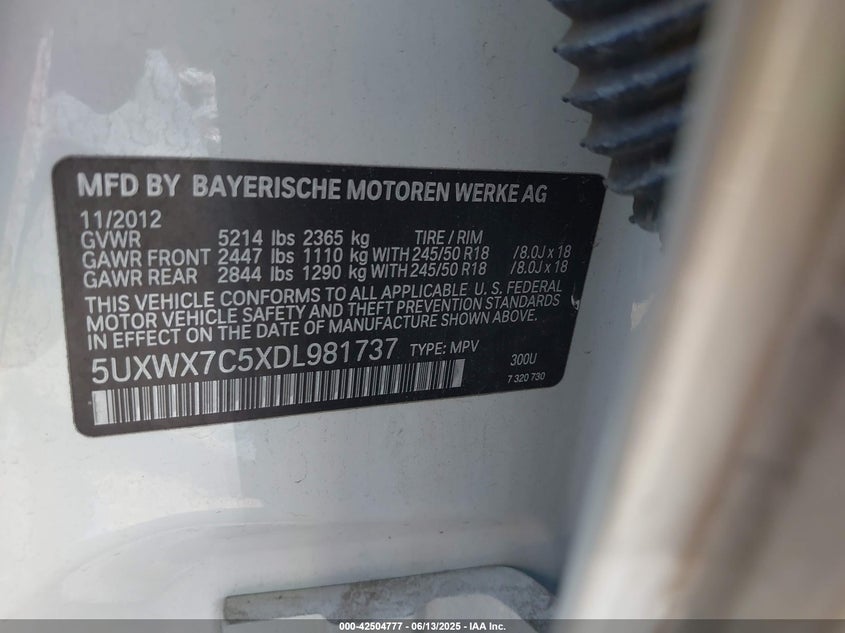 MFD BY BAYERISCHE MOTOREN WERKE AG
11/2012
GVWR 5214 lbs 2365 kg TIRE / RIM
GAWR FRONT 2447 lbs 1110 kg WITH 245/50 R18 /8.0J x 18
GAWR REAR 2844 lbs 1290 kg WITH 245/50 R18 /8.0J x 18
THIS VEHICLE CONFORMS TO ALL APPLICABLE U. S. FEDERAL
MOTOR VEHICLE SAFETY AND THEFT PREVENTION STANDARDS
IN EFFECT ON THE DATE OF MANUFACTURE SHOWN ABOVE.
5UXWX7C5XDL981737 TYPE: MPV 300U
7 320 730
000-42504777 - 06/13/2025 - IAA Inc.